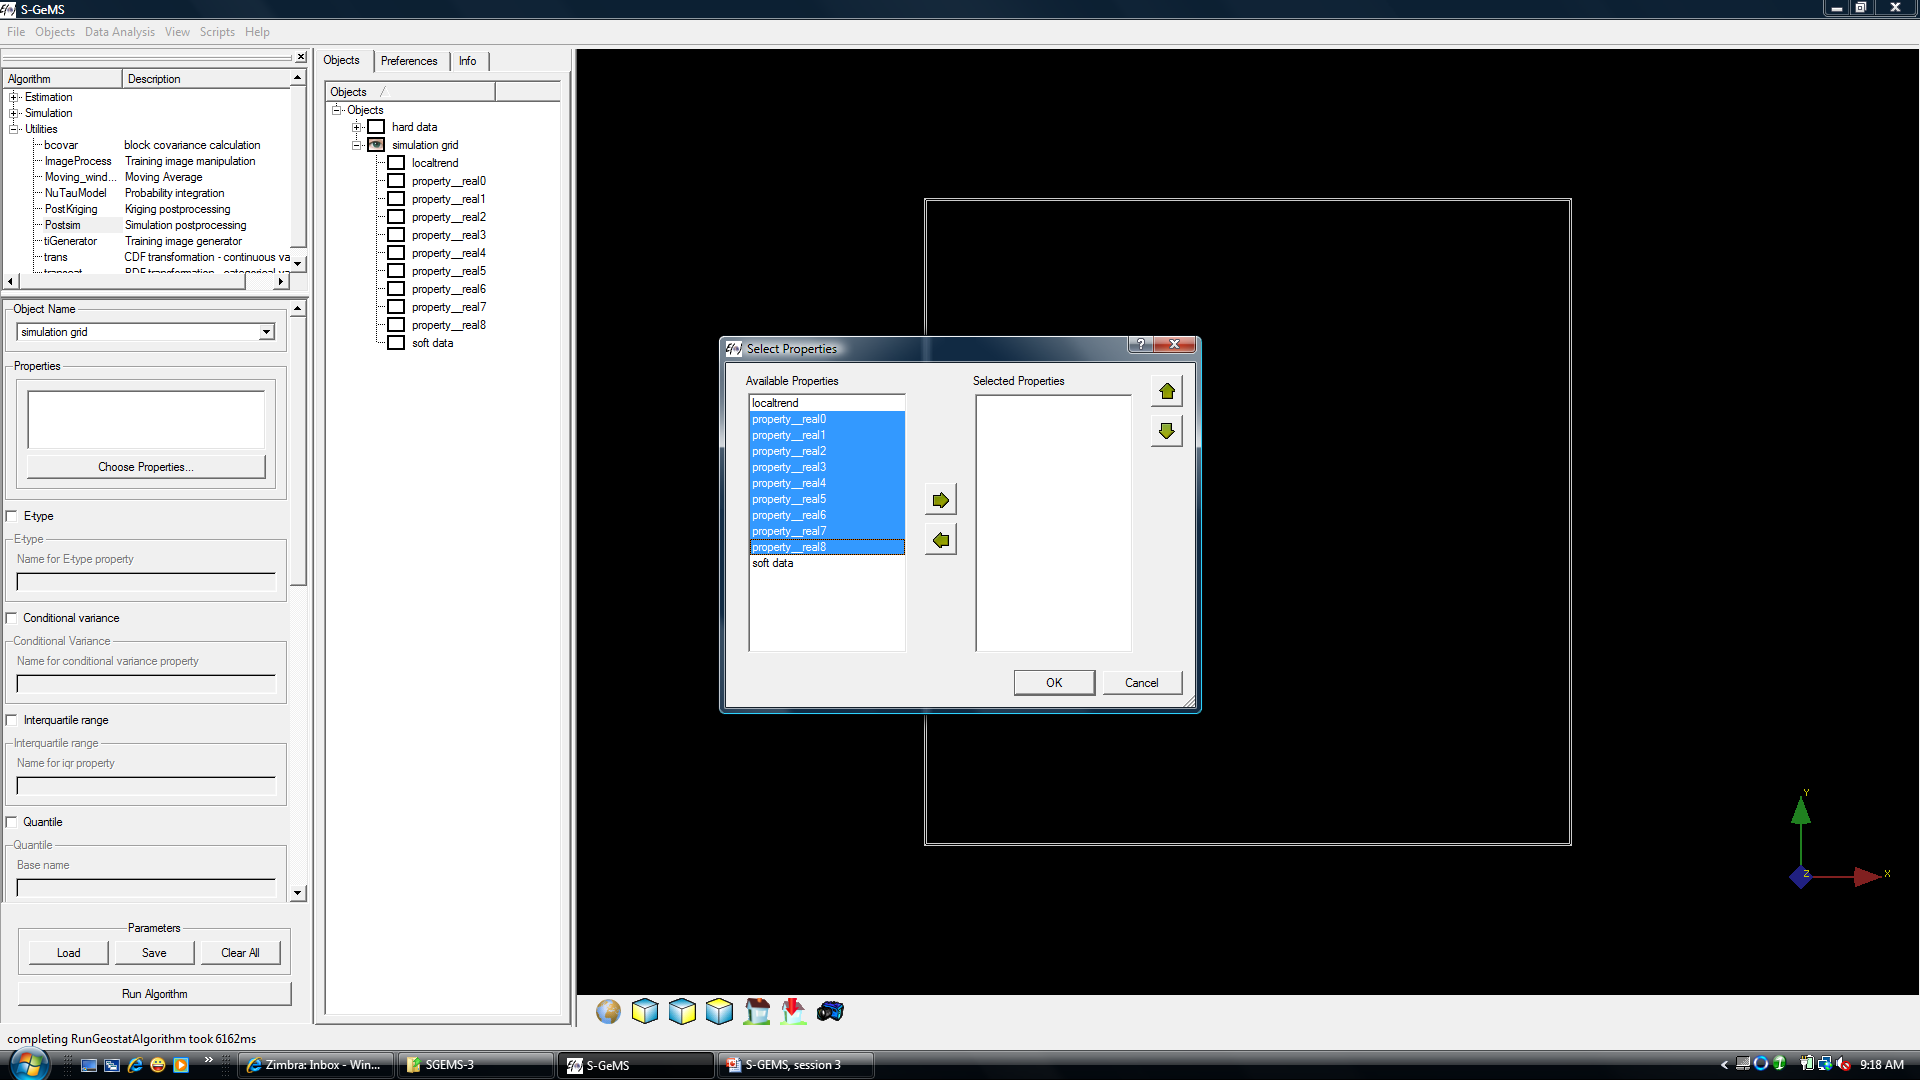 S-GeMS
File Objects Data Analysis View Scripts Help
Algorithm Description
Estimation
Simulation
Utilities
bcovar block covariance calculation
ImageProcess Training image manipulation
Moving_wind... Moving Average
NuTauModel Probability integration
PostKriging Kriging postprocessing
Postsim Simulation postprocessing
tiGenerator Training image generator
trans CDF transformation - continuous va
Object Name
simulation grid
Properties
Choose Properties...
E-type
E-type
Name for E-type property
Conditional variance
Conditional Variance
Name for conditional variance property
Interquartile range
Interquartile range
Name for iqr property
Quantile
Quantile
Base name
Parameters
Load Save Clear All
Run Algorithm
completing RunGeostatAlgorithm took 6162ms
Objects Preferences Info
Objects
Objects
hard data
simulation grid
localtrend
property__real0
property__real1
property__real2
property__real3
property__real4
property__real5
property__real6
property__real7
property__real8
soft data
Select Properties
Available Properties Selected Properties
localtrend
property__real0
property__real1
property__real2
property__real3
property__real4
property__real5
property__real6
property__real7
property__real8
soft data
OK Cancel
Y
Z X
Zimbra: Inbox - Win... SGEMS-3 S-GeMS S-GEMS, session 3 9:18 AM